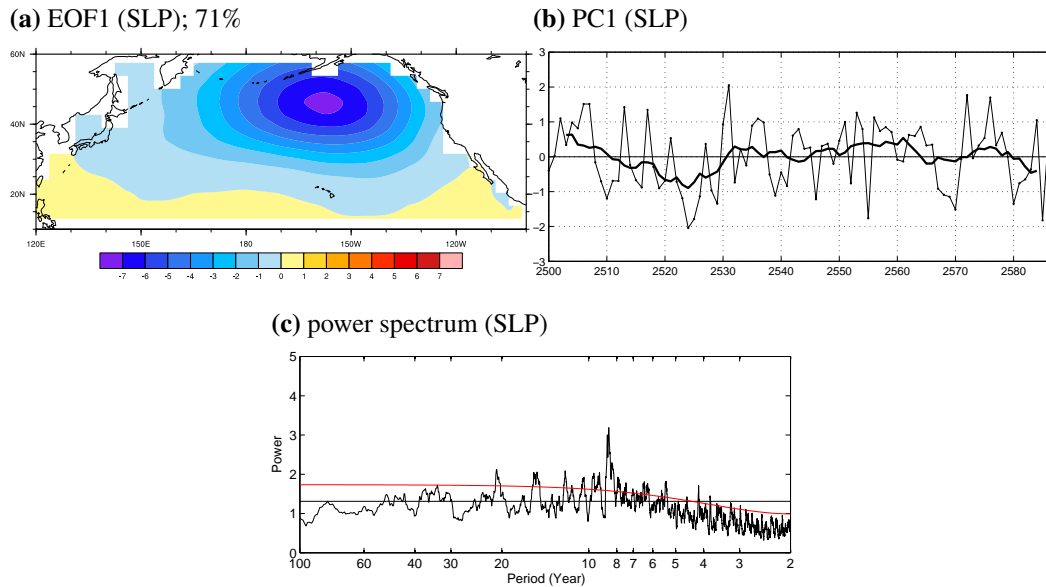 (a) EOF1 (SLP); 71%
60N
40N
20N
120E 150E 180W 150W 120W
-7 -6 -5 -4 -3 -2 -1 0 1 2 3 4 5 6 7
(b) PC1 (SLP)
3
2
1
0
−1
−2
−3
2500 2510 2520 2530 2540 2550 2560 2570 2580
(c) power spectrum (SLP)
5
4
3
2
1
0
Power
100 60 40 30 20 10 8 7 6 5 4 3 2
Period (Year)